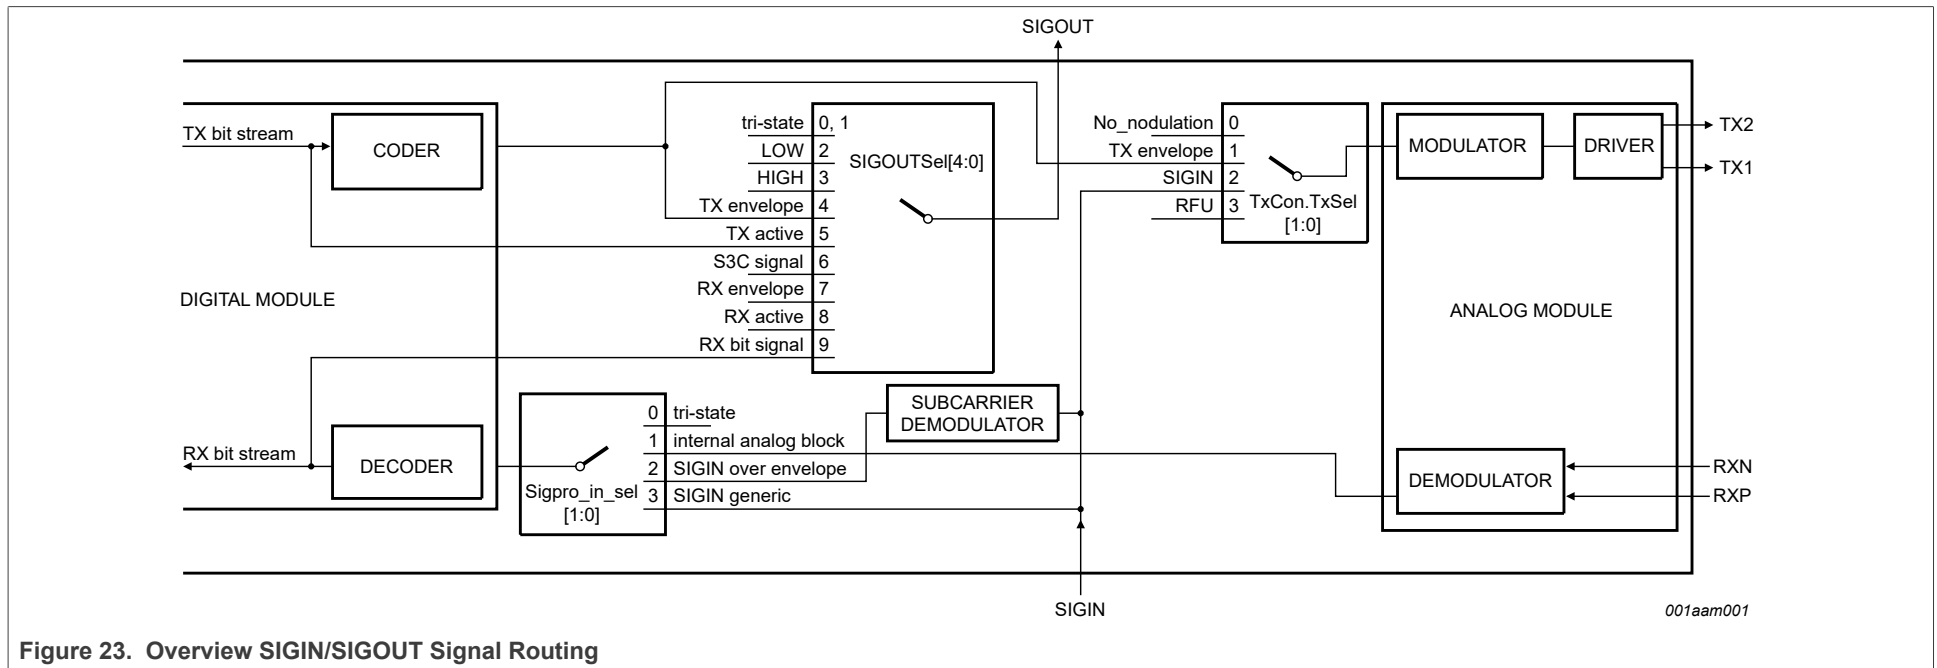 SIGOUT
TX bit stream
CODER
tri-state 0, 1
LOW 2
HIGH 3
TX envelope 4
TX active 5
S3C signal 6
RX envelope 7
RX active 8
RX bit signal 9
SIGOUTSel[4:0]
No_nodulation 0
TX envelope 1
SIGIN 2
RFU 3
TxCon.TxSel
[1:0]
MODULATOR
DRIVER
TX2
TX1
DIGITAL MODULE
ANALOG MODULE
SUBCARRIER
DEMODULATOR
0 tri-state
1 internal analog block
2 SIGIN over envelope
3 SIGIN generic
Sigpro_in_sel
[1:0]
RX bit stream
DECODER
DEMODULATOR
RXN
RXP
SIGIN
001aam001
Figure 23. Overview SIGIN/SIGOUT Signal Routing